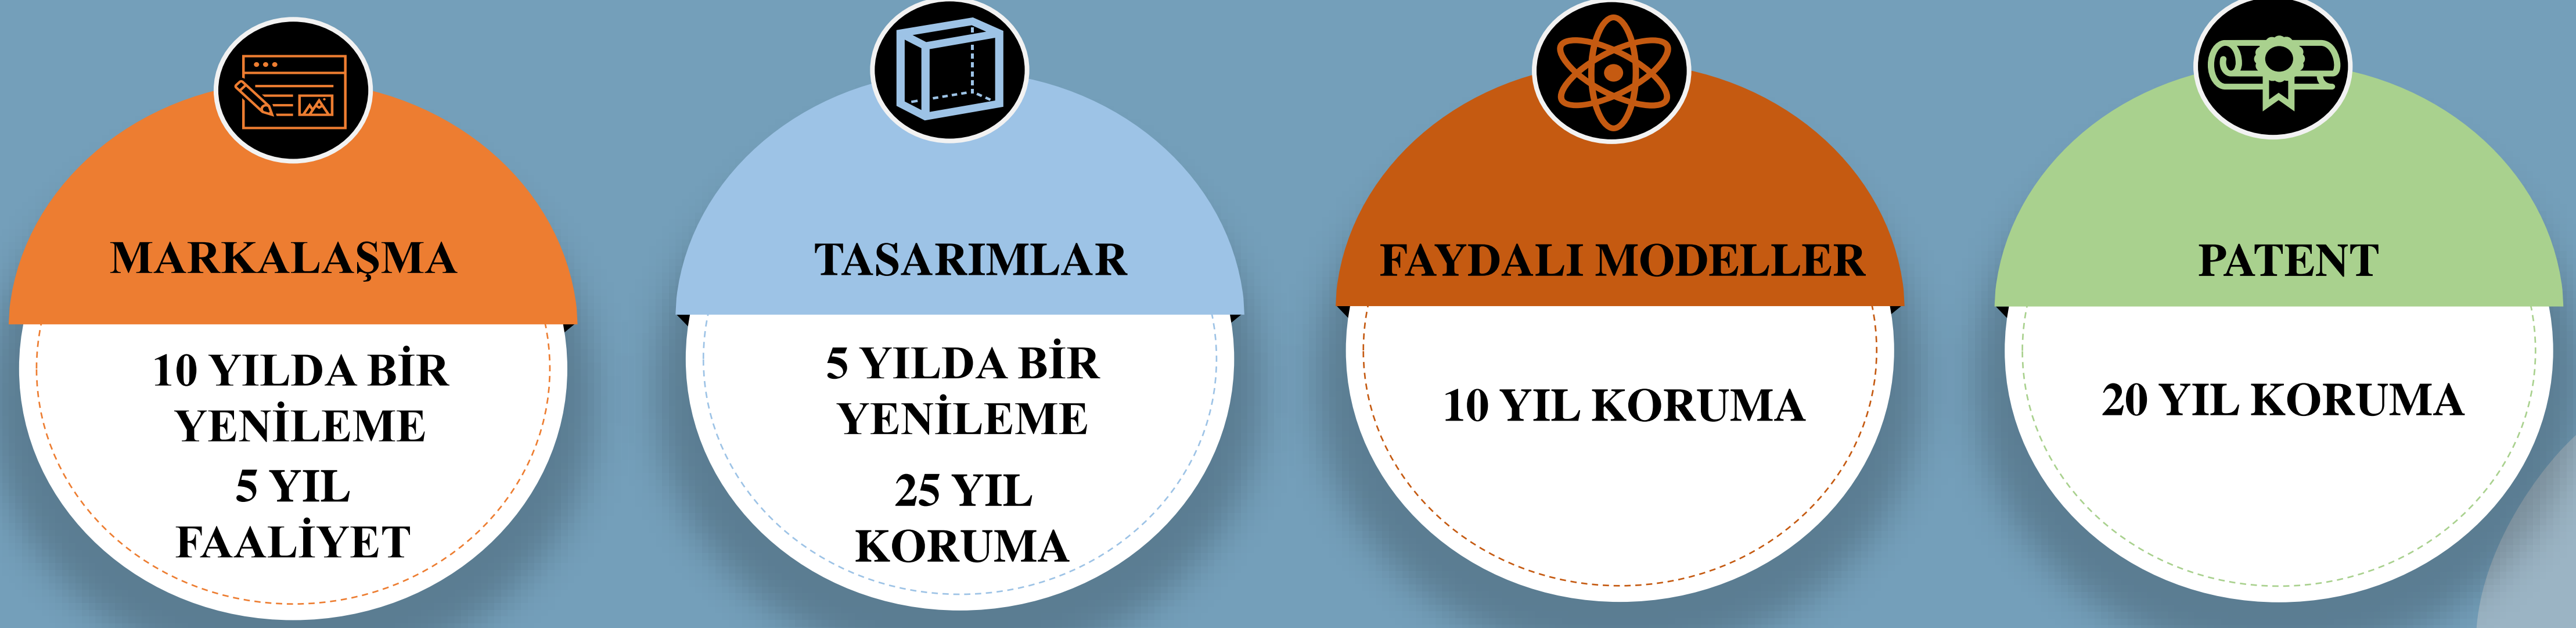 MARKALAŞMA
10 YILDA BİR
YENİLEME
5 YIL
FAALİYET
TASARIMLAR
5 YILDA BİR
YENİLEME
25 YIL
KORUMA
FAYDALI MODELLER
10 YIL KORUMA
PATENT
20 YIL KORUMA